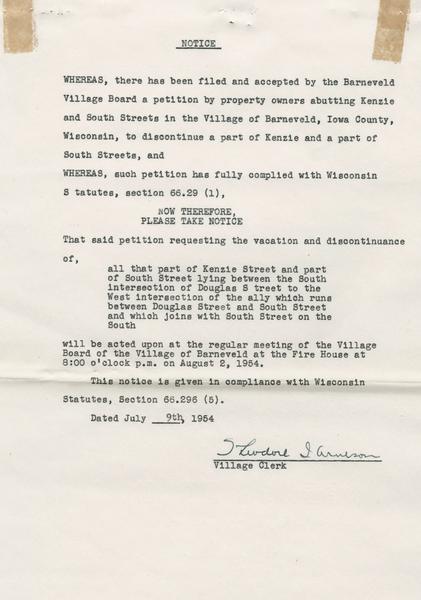 NOTICE
WHEREAS, there has been filed and accepted by the Barneveld
Village Board a petition by property owners abutting Kenzie
and South Streets in the Village of Barneveld, Iowa County,
Wisconsin, to discontinue a part of Kenzie and a part of
South Streets, and
WHEREAS, such petition has fully complied with Wisconsin
S tatutes, section 66.29 (1),
NOW THEREFORE,
PLEASE TAKE NOTICE
That said petition requesting the vacation and discontinuance
of,
all that part of Kenzie Street and part
of South Street lying between the South
intersection of Douglas S treet to the
West intersection of the ally which runs
between Douglas Street and South Street
and which joins with South Street on the
South
will be acted upon at the regular meeting of the Village
Board of the Village of Barneveld at the Fire House at
8:00 o'clock p.m. on August 2, 1954.
This notice is given in compliance with Wisconsin
Statutes, Section 66.296 (5).
Dated July 9th, 1954
Theodore I Arneson
Village Clerk